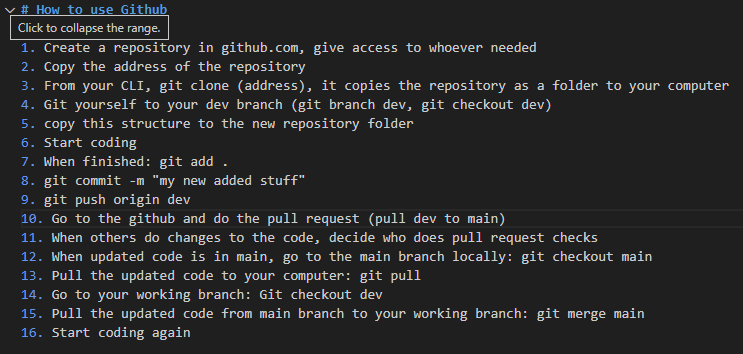 # How to use Github
Click to collapse the range.
1. Create a repository in github.com, give access to whoever needed
2. Copy the address of the repository
3. From your CLI, git clone (address), it copies the repository as a folder to your computer
4. Git yourself to your dev branch (git branch dev, git checkout dev)
5. copy this structure to the new repository folder
6. Start coding
7. When finished: git add .
8. git commit -m "my new added stuff"
9. git push origin dev
10. Go to the github and do the pull request (pull dev to main)
11. When others do changes to the code, decide who does pull request checks
12. When updated code is in main, go to the main branch locally: git checkout main
13. Pull the updated code to your computer: git pull
14. Go to your working branch: Git checkout dev
15. Pull the updated code from main branch to your working branch: git merge main
16. Start coding again